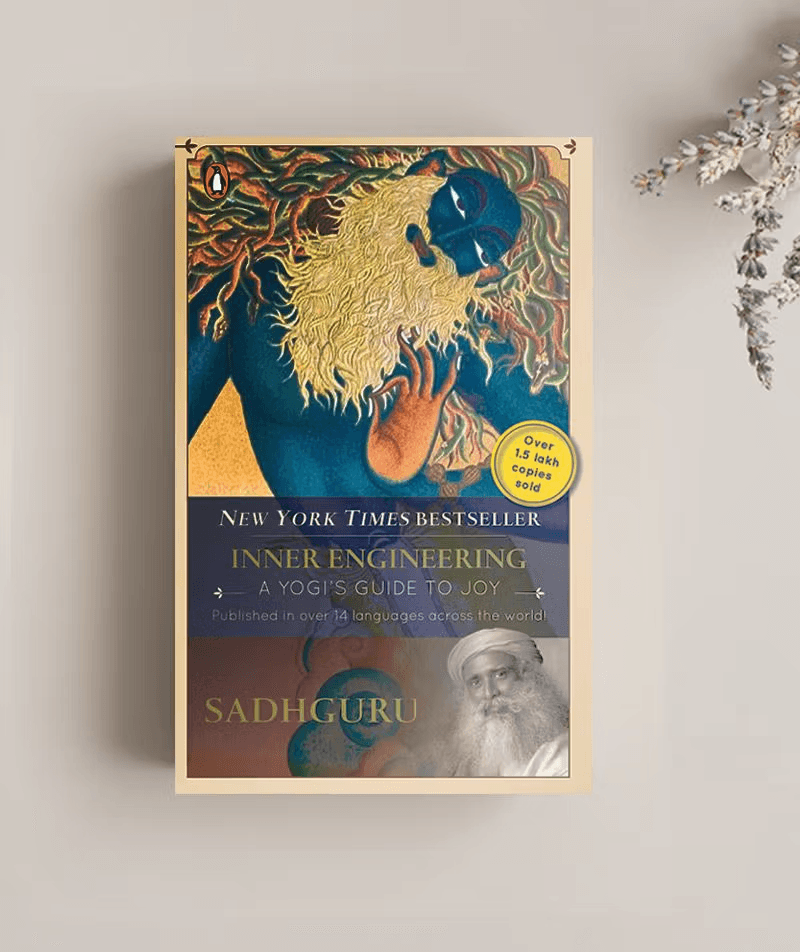 Over
1.5 lakh
copies
sold
NEW YORK TIMES BESTSELLER
INNER ENGINEERING
A YOGI'S GUIDE TO JOY
Published in over 14 languages across the world!
SADHGURU